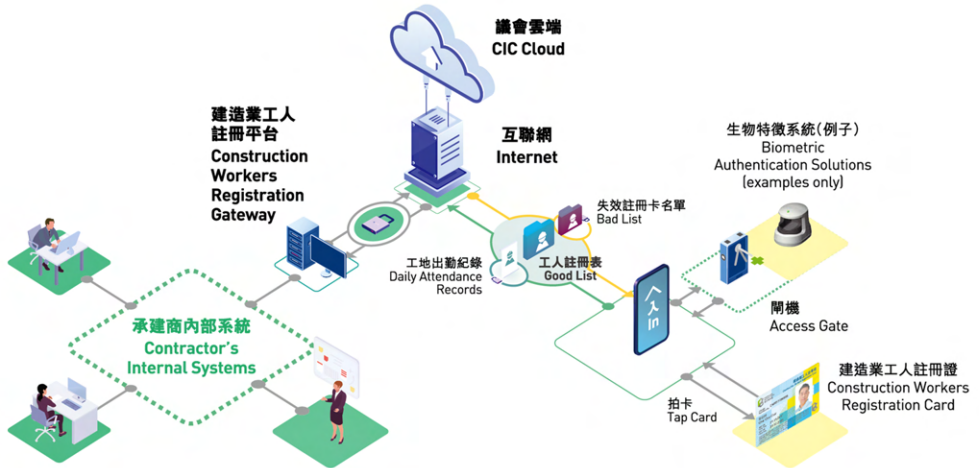 議會雲端
CIC Cloud
建造業工人
註冊平台
Construction
Workers
Registration
Gateway
互聯網
Internet
生物特徵系統(例子)
Biometric
Authentication Solutions
(examples only)
失效註冊卡名單
Bad List
工地出勤紀錄
Daily Attendance
Records
工人註冊表
Good List
入
in
閘機
Access Gate
承建商內部系統
Contractor's
Internal Systems
拍卡
Tap Card
建造業工人註冊證
Construction Workers
Registration Card